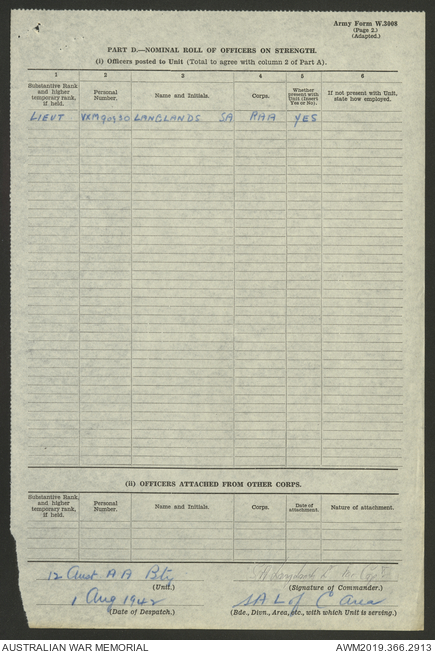 Army Form W.3008
(Page 2.)
(Adapted.)
PART D.—NOMINAL ROLL OF OFFICERS ON STRENGTH.
(i) Officers posted to Unit (Total to agree with column 2 of Part A).
1 2 3 4 5 6
Substantive Rank and higher temporary rank, if held. Personal Number. Name and Initials. Corps. Whether present with Unit (Insert Yes or No). If not present with Unit, state how employed.
LIEUT LANGLANDS SA RAA YES
(ii) OFFICERS ATTACHED FROM OTHER CORPS.
Substantive Rank, and higher temporary rank, if held. Personal Number. Name and Initials. Corps. Date of attachment. Nature of attachment.
12 Aust AA Bty
(Unit.) (Signature of Commander.)
1 Aug 1942 S A L of C Area
(Date of Despatch.) (Bde., Divn., Area, etc., with which Unit is serving.)
AUSTRALIAN WAR MEMORIAL AWM2019.366.2913